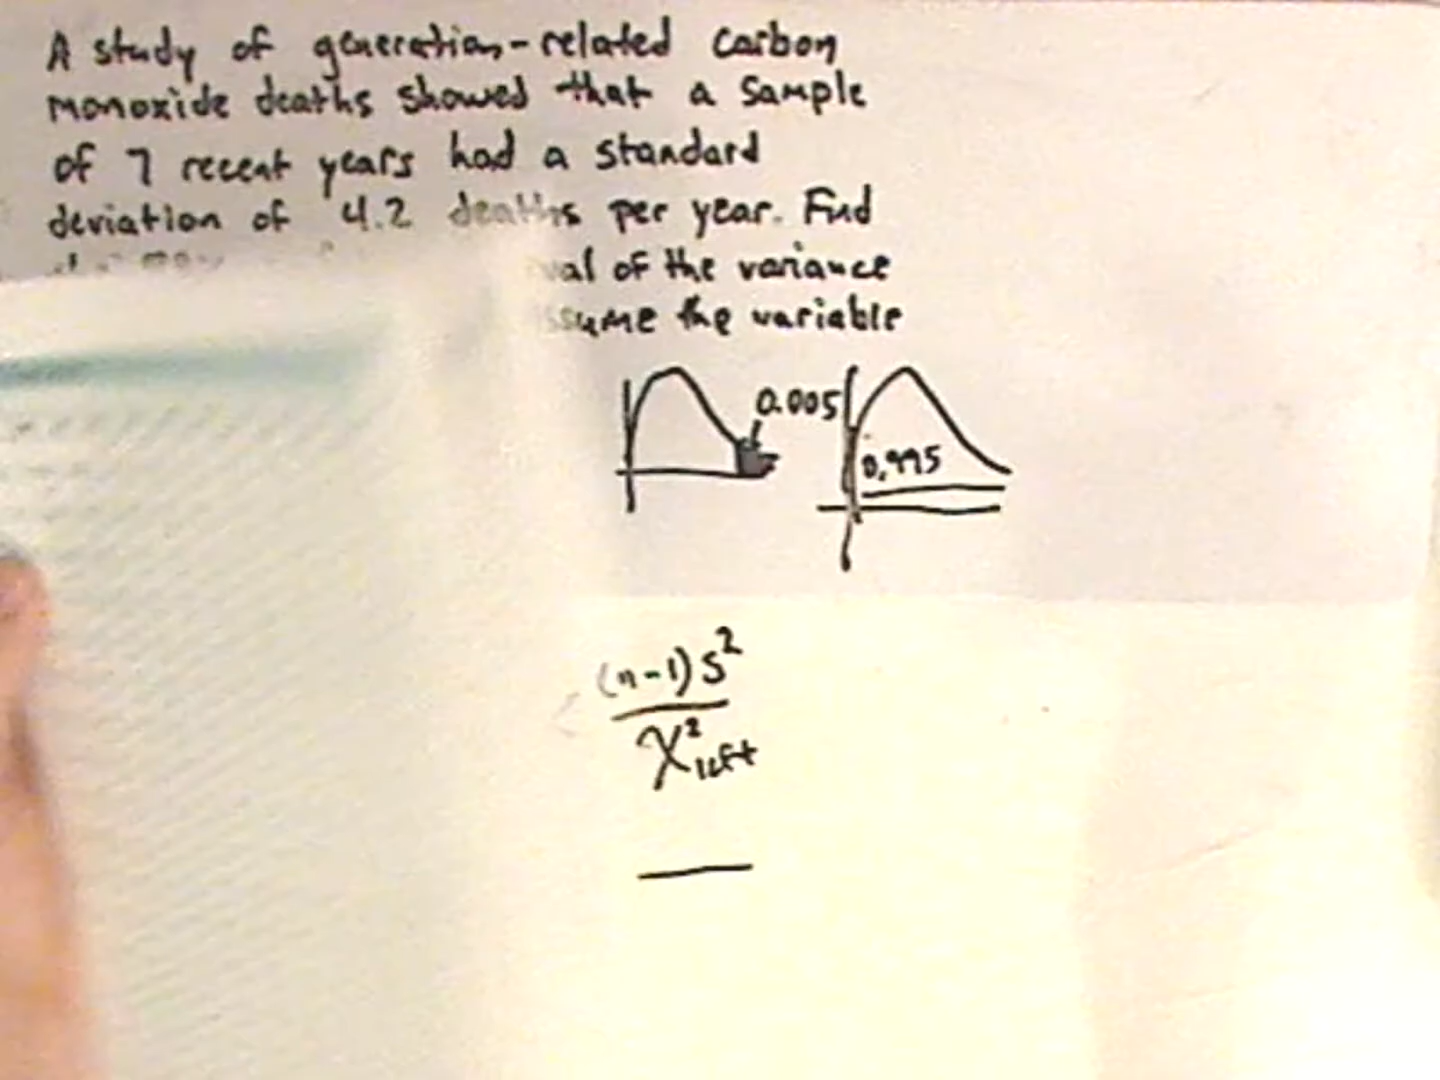 A study of generation-related carbon
monoxide deaths showed that a sample
of 7 recent years had a standard
deviation of 4.2 deaths per year. Find
val of the variance
ssume the variable
0.005
0.995
(n-1)s²
χ²left